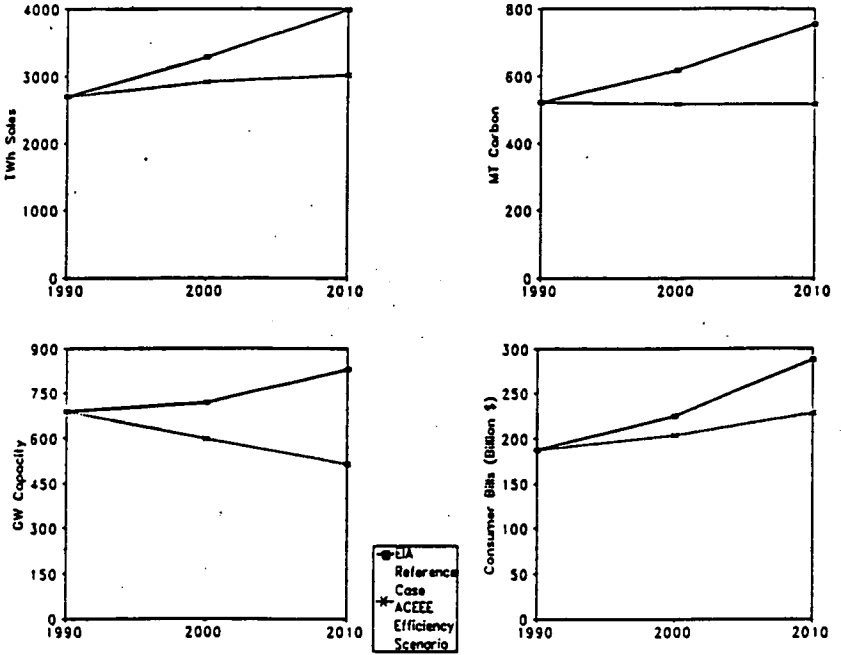 4000
3000
2000
1000
0
TWh Sales
1990 2000 2010
800
600
400
200
0
MT Carbon
1990 2000 2010
900
750
600
450
300
150
0
GW Capacity
1990 2000 2010
300
250
200
150
100
50
0
Consumer Bills (Billion $)
1990 2000 2010
EIA
Reference
Case
ACEEE
Efficiency
Scenario